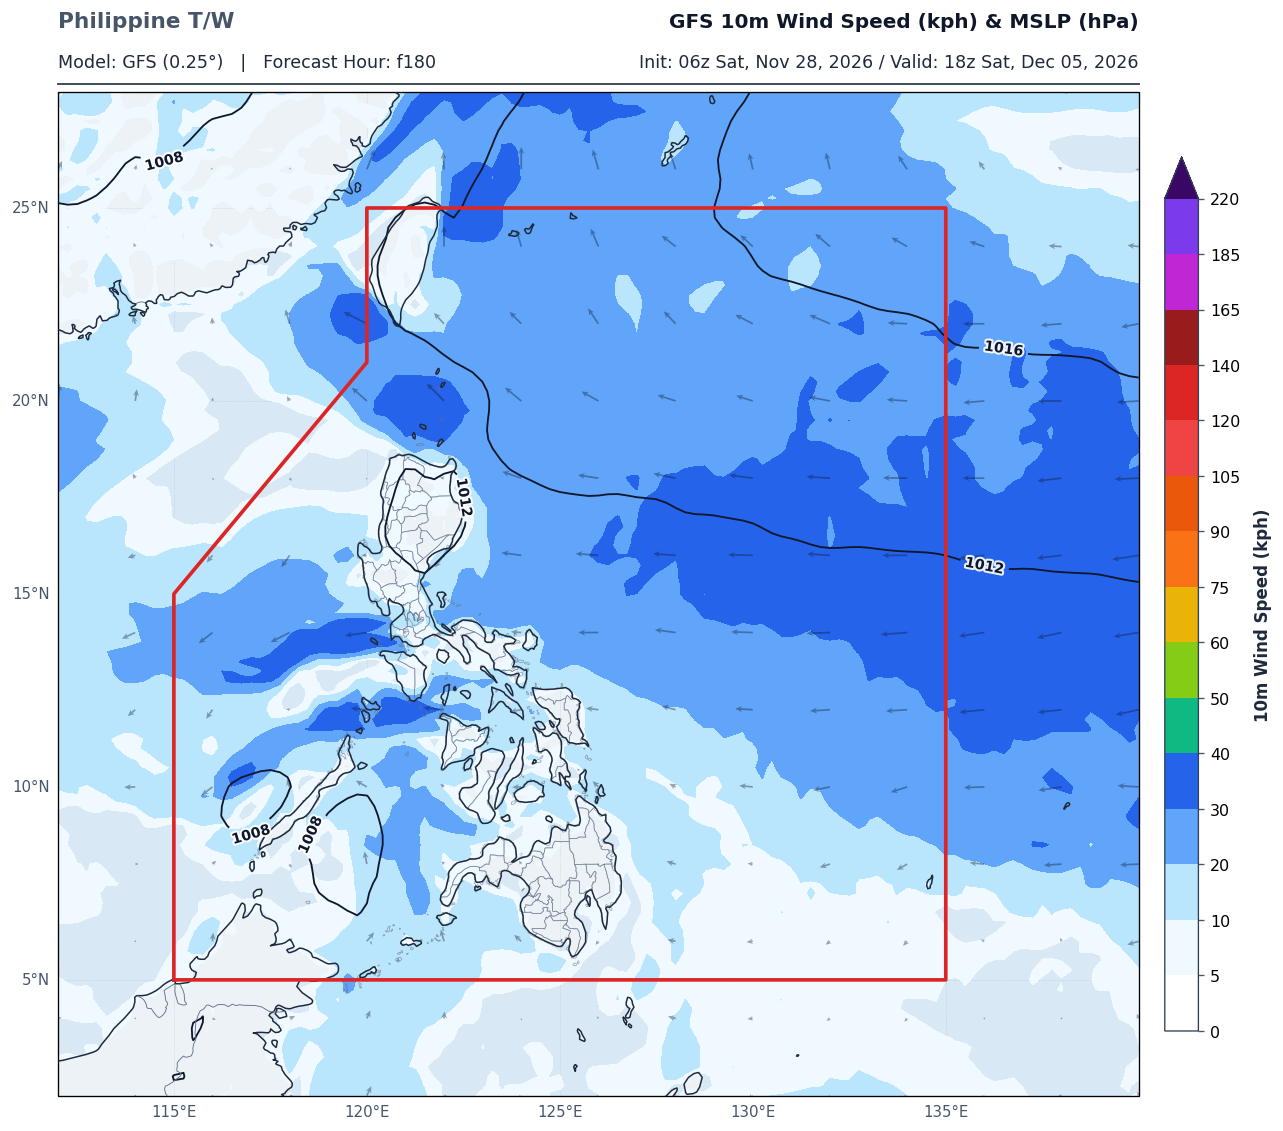 Philippine T/W
GFS 10m Wind Speed (kph) & MSLP (hPa)
Model: GFS (0.25°)   |   Forecast Hour: f180
Init: 06z Sat, Nov 28, 2026 / Valid: 18z Sat, Dec 05, 2026
1008
25°N
20°N
15°N
10°N
5°N
1016
1012
1012
1008
1008
115°E
120°E
125°E
130°E
135°E
220
185
165
140
120
105
90
75
60
50
40
30
20
10
5
0
10m Wind Speed (kph)